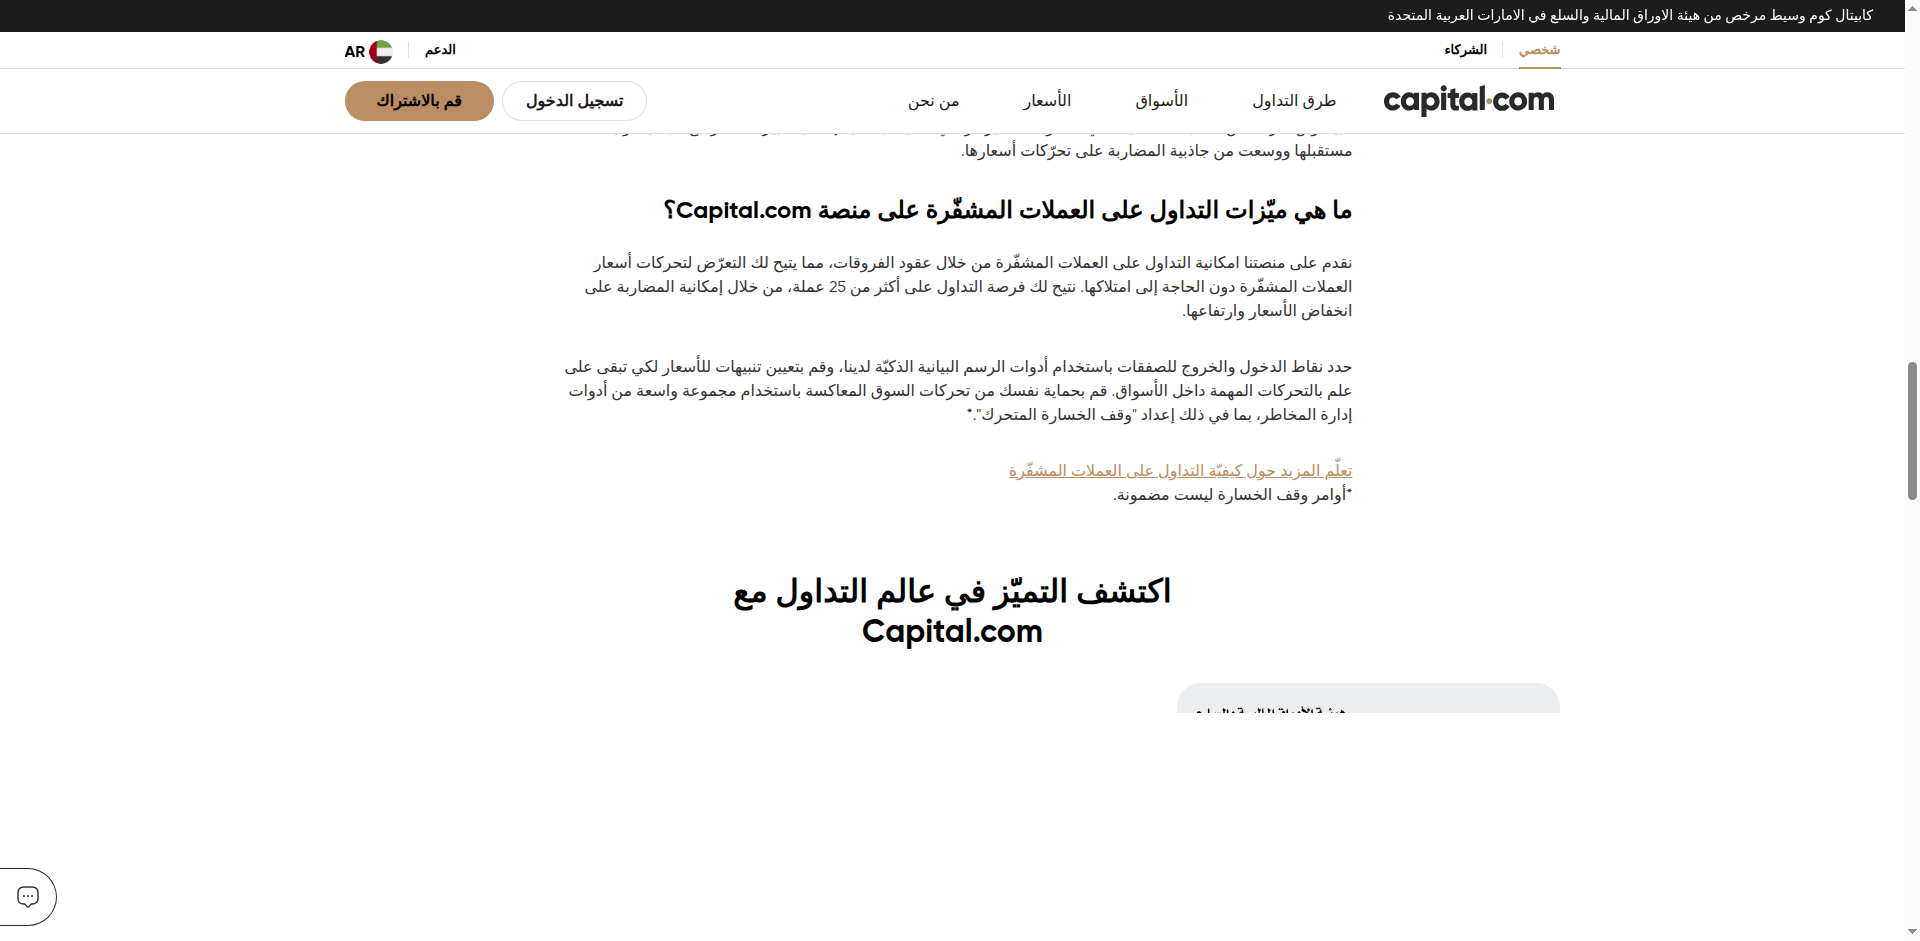 كابيتال كوم وسيط مرخص من هيئة الاوراق المالية والسلع في الامارات العربية المتحدة
شخصي
الشركاء
الدعم
AR
capital.com
طرق التداول
الأسواق
الأسعار
من نحن
تسجيل الدخول
قم بالاشتراك
مستقبلها ووسعت من جاذبية المضاربة على تحرّكات أسعارها.
ما هي ميّزات التداول على العملات المشفّرة على منصة Capital.com؟
نقدم على منصتنا امكانية التداول على العملات المشفّرة من خلال عقود الفروقات، مما يتيح لك التعرّض لتحركات أسعار
العملات المشفّرة دون الحاجة إلى امتلاكها. نتيح لك فرصة التداول على أكثر من 25 عملة، من خلال إمكانية المضاربة على
انخفاض الأسعار وارتفاعها.
حدد نقاط الدخول والخروج للصفقات باستخدام أدوات الرسم البيانية الذكيّة لدينا، وقم بتعيين تنبيهات للأسعار لكي تبقى على
علم بالتحركات المهمة داخل الأسواق. قم بحماية نفسك من تحركات السوق المعاكسة باستخدام مجموعة واسعة من أدوات
إدارة المخاطر، بما في ذلك إعداد "وقف الخسارة المتحرك".*
تعلّم المزيد حول كيفيّة التداول على العملات المشفّرة
*أوامر وقف الخسارة ليست مضمونة.
اكتشف التميّز في عالم التداول مع
Capital.com